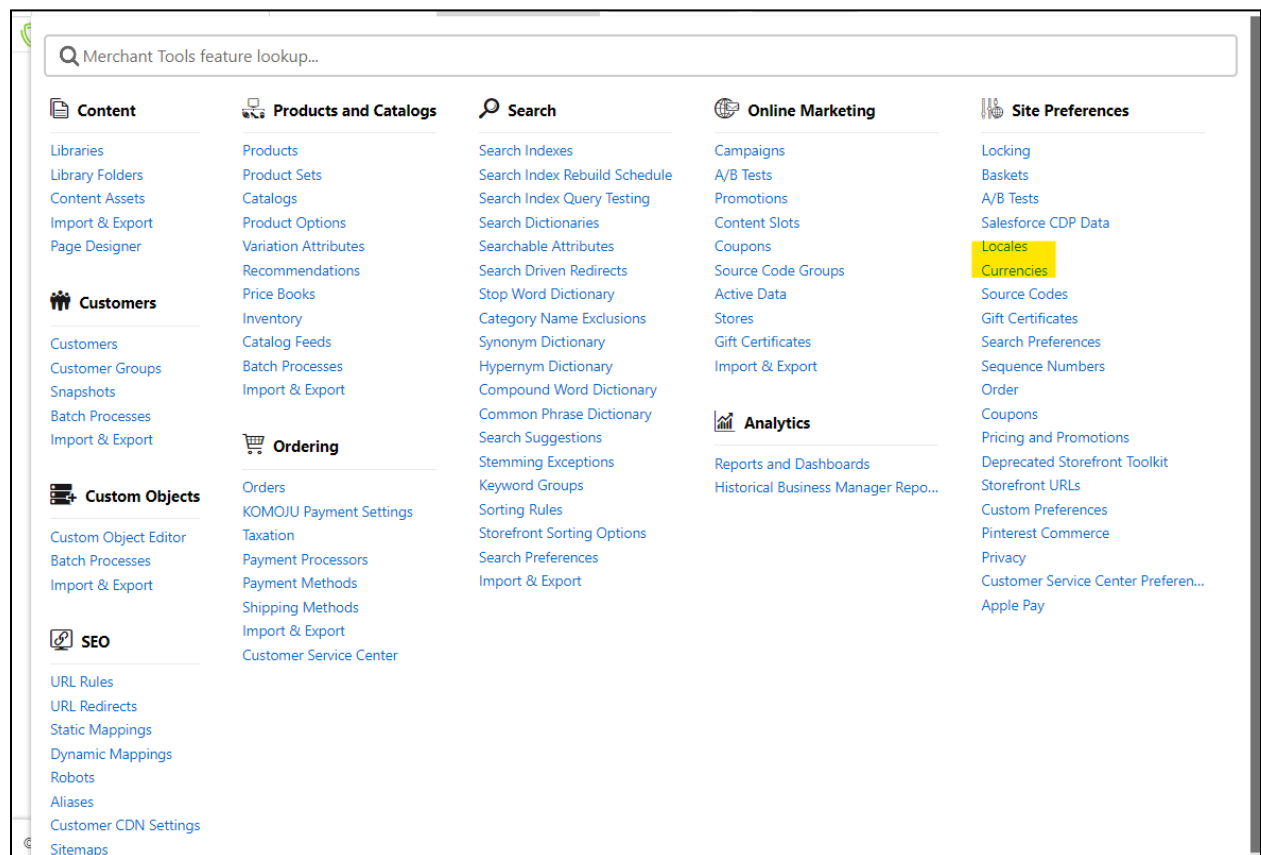 Merchant Tools feature lookup...
Content
Libraries
Library Folders
Content Assets
Import & Export
Page Designer
Customers
Customers
Customer Groups
Snapshots
Batch Processes
Import & Export
Custom Objects
Custom Object Editor
Batch Processes
Import & Export
SEO
URL Rules
URL Redirects
Static Mappings
Dynamic Mappings
Robots
Aliases
Customer CDN Settings
Sitemaps
Products and Catalogs
Products
Product Sets
Catalogs
Product Options
Variation Attributes
Recommendations
Price Books
Inventory
Catalog Feeds
Batch Processes
Import & Export
Ordering
Orders
KOMOJU Payment Settings
Taxation
Payment Processors
Payment Methods
Shipping Methods
Import & Export
Customer Service Center
Search
Search Indexes
Search Index Rebuild Schedule
Search Index Query Testing
Search Dictionaries
Searchable Attributes
Search Driven Redirects
Stop Word Dictionary
Category Name Exclusions
Synonym Dictionary
Hypernym Dictionary
Compound Word Dictionary
Common Phrase Dictionary
Search Suggestions
Stemming Exceptions
Keyword Groups
Sorting Rules
Storefront Sorting Options
Search Preferences
Import & Export
Online Marketing
Campaigns
A/B Tests
Promotions
Content Slots
Coupons
Source Code Groups
Active Data
Stores
Gift Certificates
Import & Export
Analytics
Reports and Dashboards
Historical Business Manager Repo...
Site Preferences
Locking
Baskets
A/B Tests
Salesforce CDP Data
Locales
Currencies
Source Codes
Gift Certificates
Search Preferences
Sequence Numbers
Order
Coupons
Pricing and Promotions
Deprecated Storefront Toolkit
Storefront URLs
Custom Preferences
Pinterest Commerce
Privacy
Customer Service Center Preferen...
Apple Pay